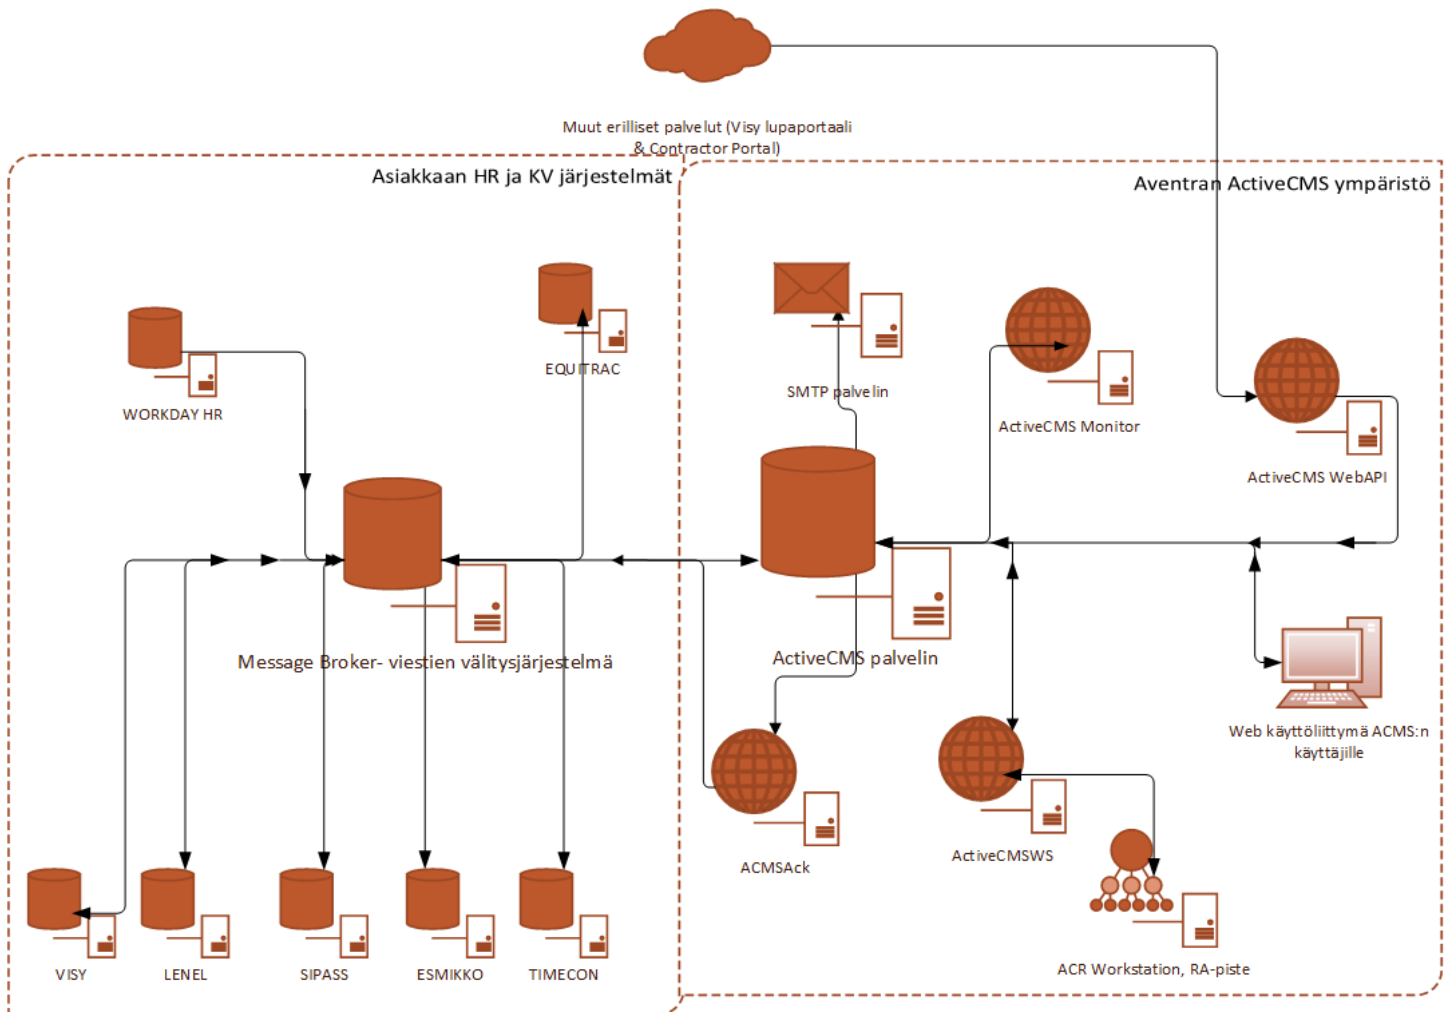 Muut erilliset palvelut (Visy lupaportaali
& Contractor Portal)
Asiakkaan HR ja KV järjestelmät
Aventran ActiveCMS ympäristö
WORKDAY HR
EQUITRAC
SMTP palvelin
ActiveCMS Monitor
ActiveCMS WebAPI
Message Broker- viestien välitysjärjestelmä
ActiveCMS palvelin
Web käyttöliittymä ACMS:n
käyttäjille
ACMSAck
ActiveCMSWS
VISY
LENEL
SIPASS
ESMIKKO
TIMECON
ACR Workstation, RA-piste